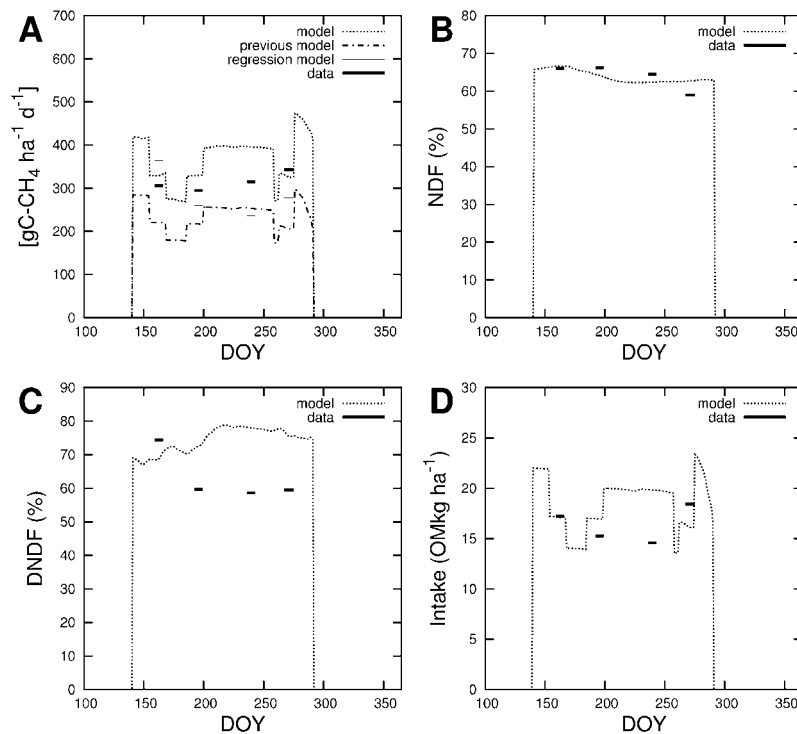 A
[gC-CH4 ha-1 d-1]
700
600
500
400
300
200
100
0
model
previous model
regression model
data
100 150 200 250 300 350
DOY
B
NDF (%)
80
70
60
50
40
30
20
10
0
model
data
100 150 200 250 300 350
DOY
C
DNDF (%)
90
80
70
60
50
40
30
20
10
0
model
data
100 150 200 250 300 350
DOY
D
Intake (OMkg ha-1)
30
25
20
15
10
5
0
model
data
100 150 200 250 300 350
DOY